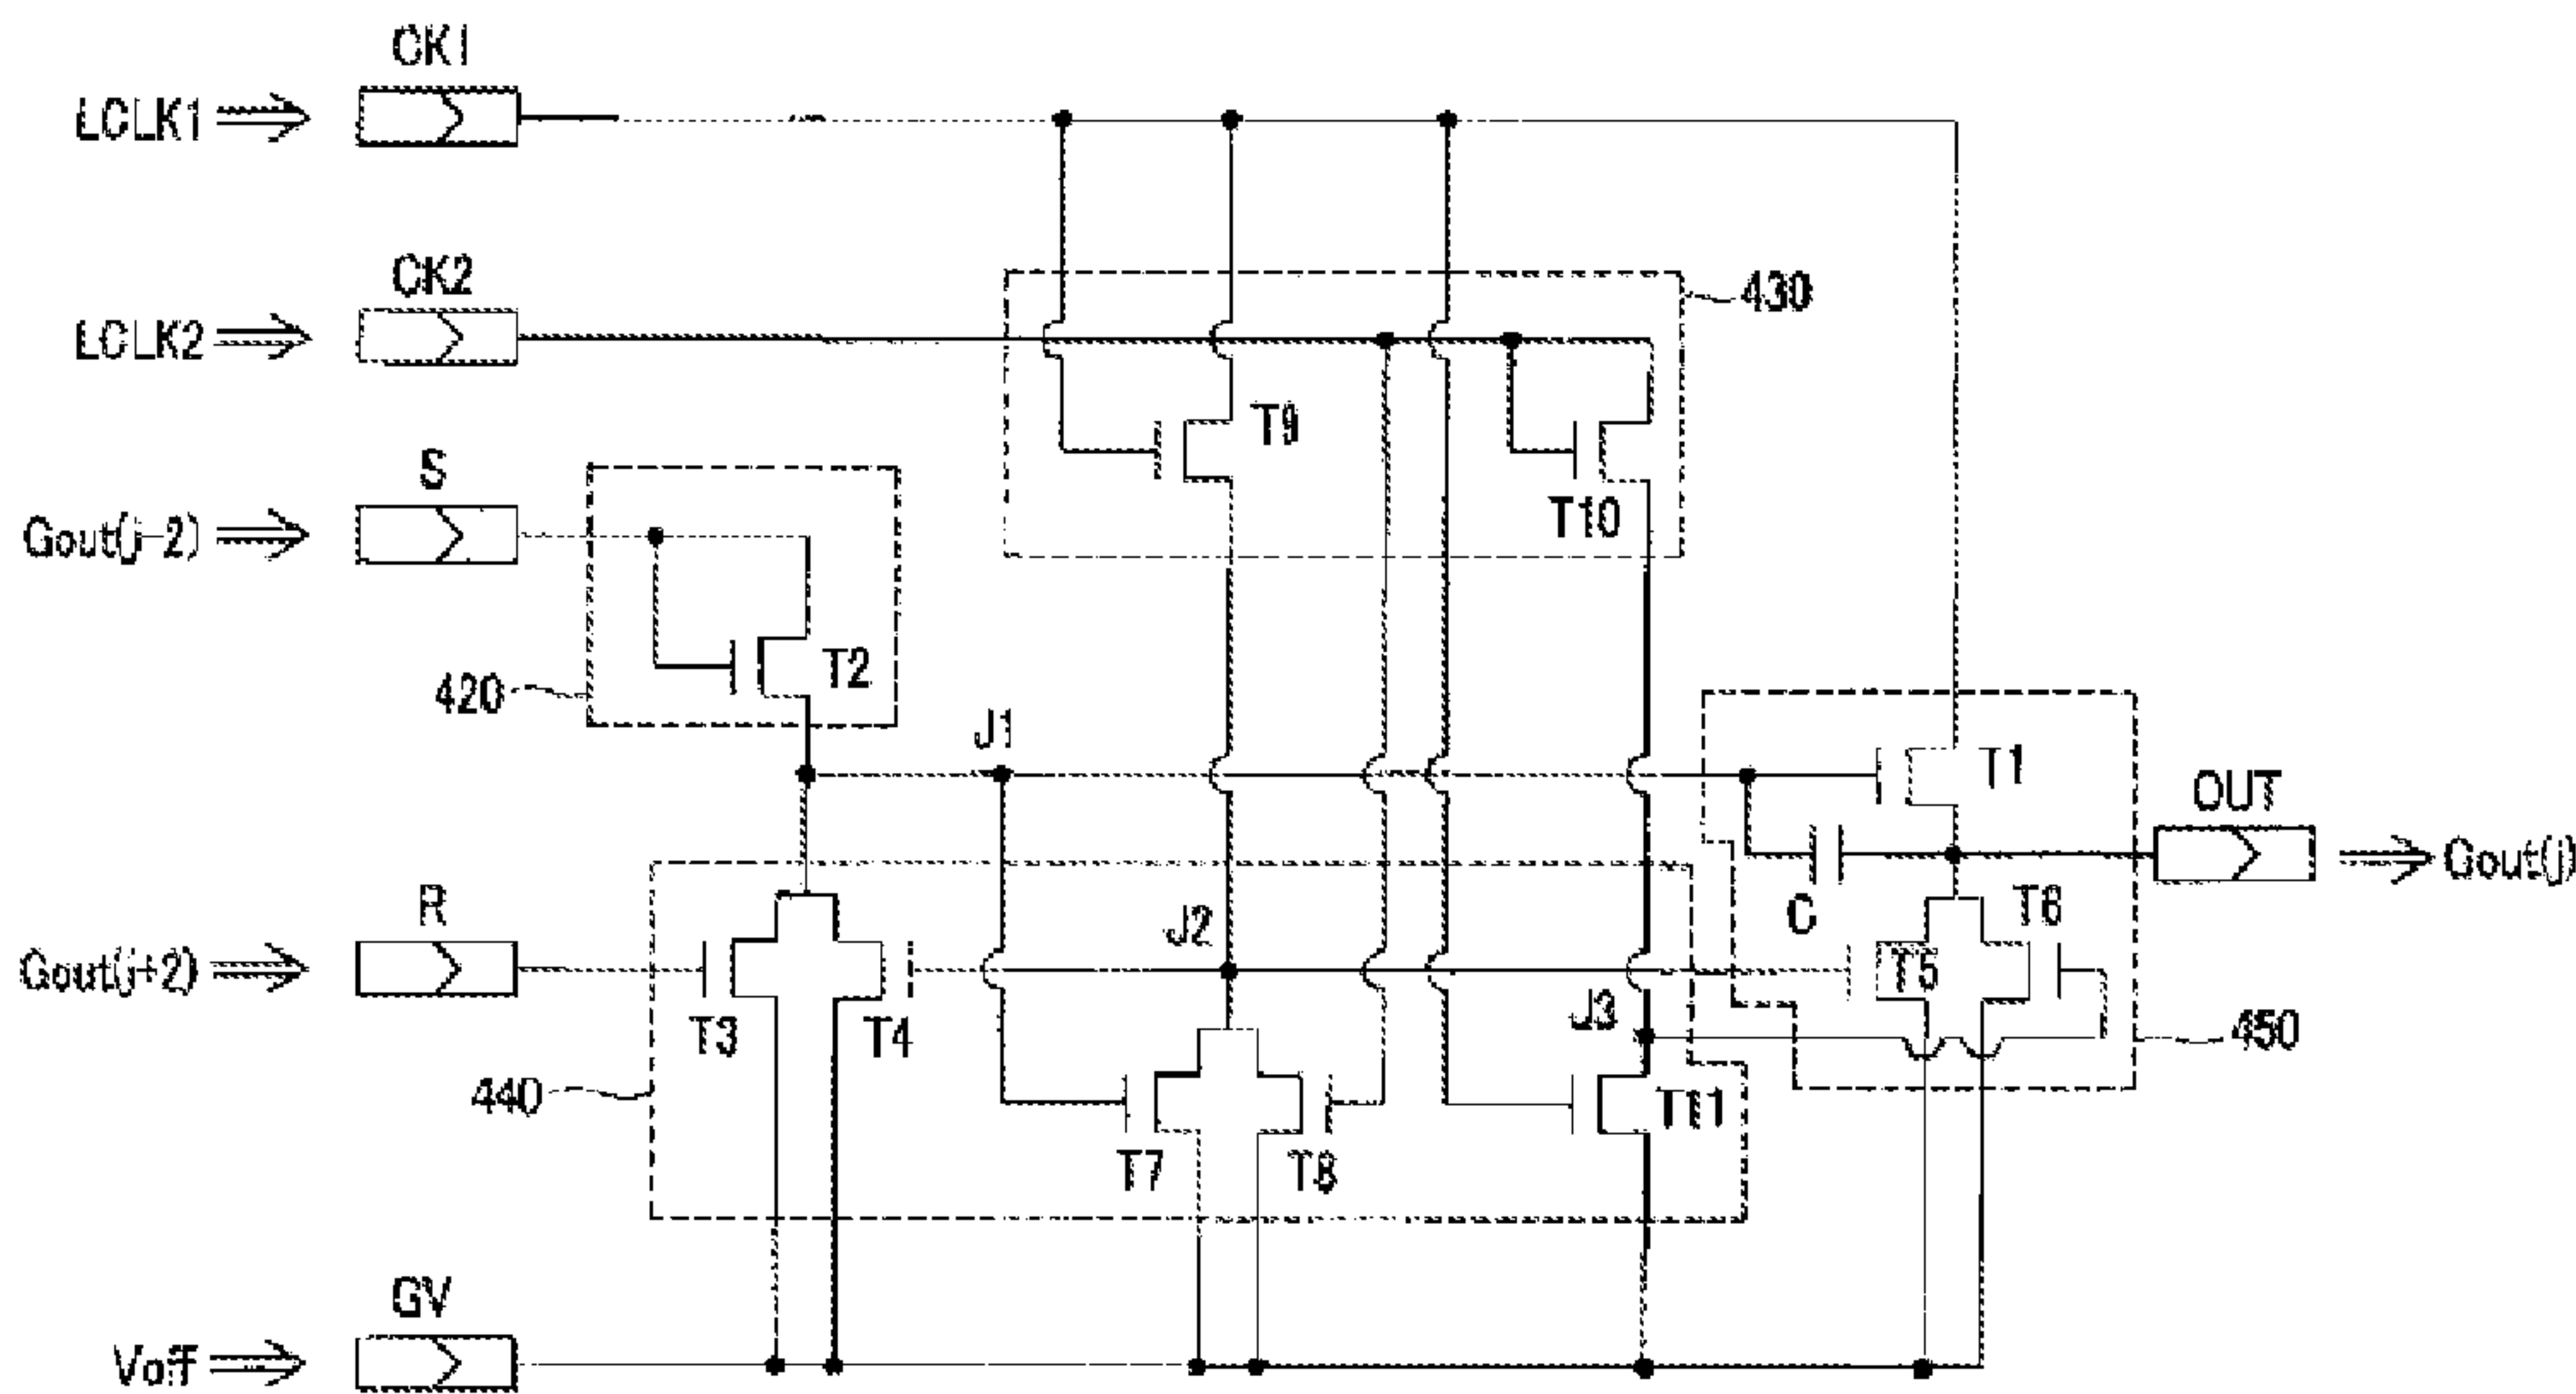 CK1
LCLK1
CK2
LCLK2
430
T9
T10
S
Gout(j-2)
T2
420
J1
T1
OUT
Gout(j)
C
T6
R
Gout(j+2)
J2
T5
T3
T4
J3
450
440
T11
T7
T8
GV
Voff